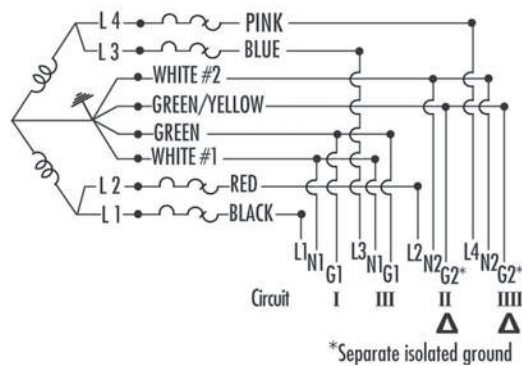 L 4 PINK
L 3 BLUE
WHITE #2
GREEN/YELLOW
GREEN
WHITE #1
L 2 RED
L 1 BLACK
L1 N1 G1 L3 N1 G1 L2 N2 G2* L4 N2 G2*
Circuit I III II IIII
Δ Δ
*Separate isolated ground